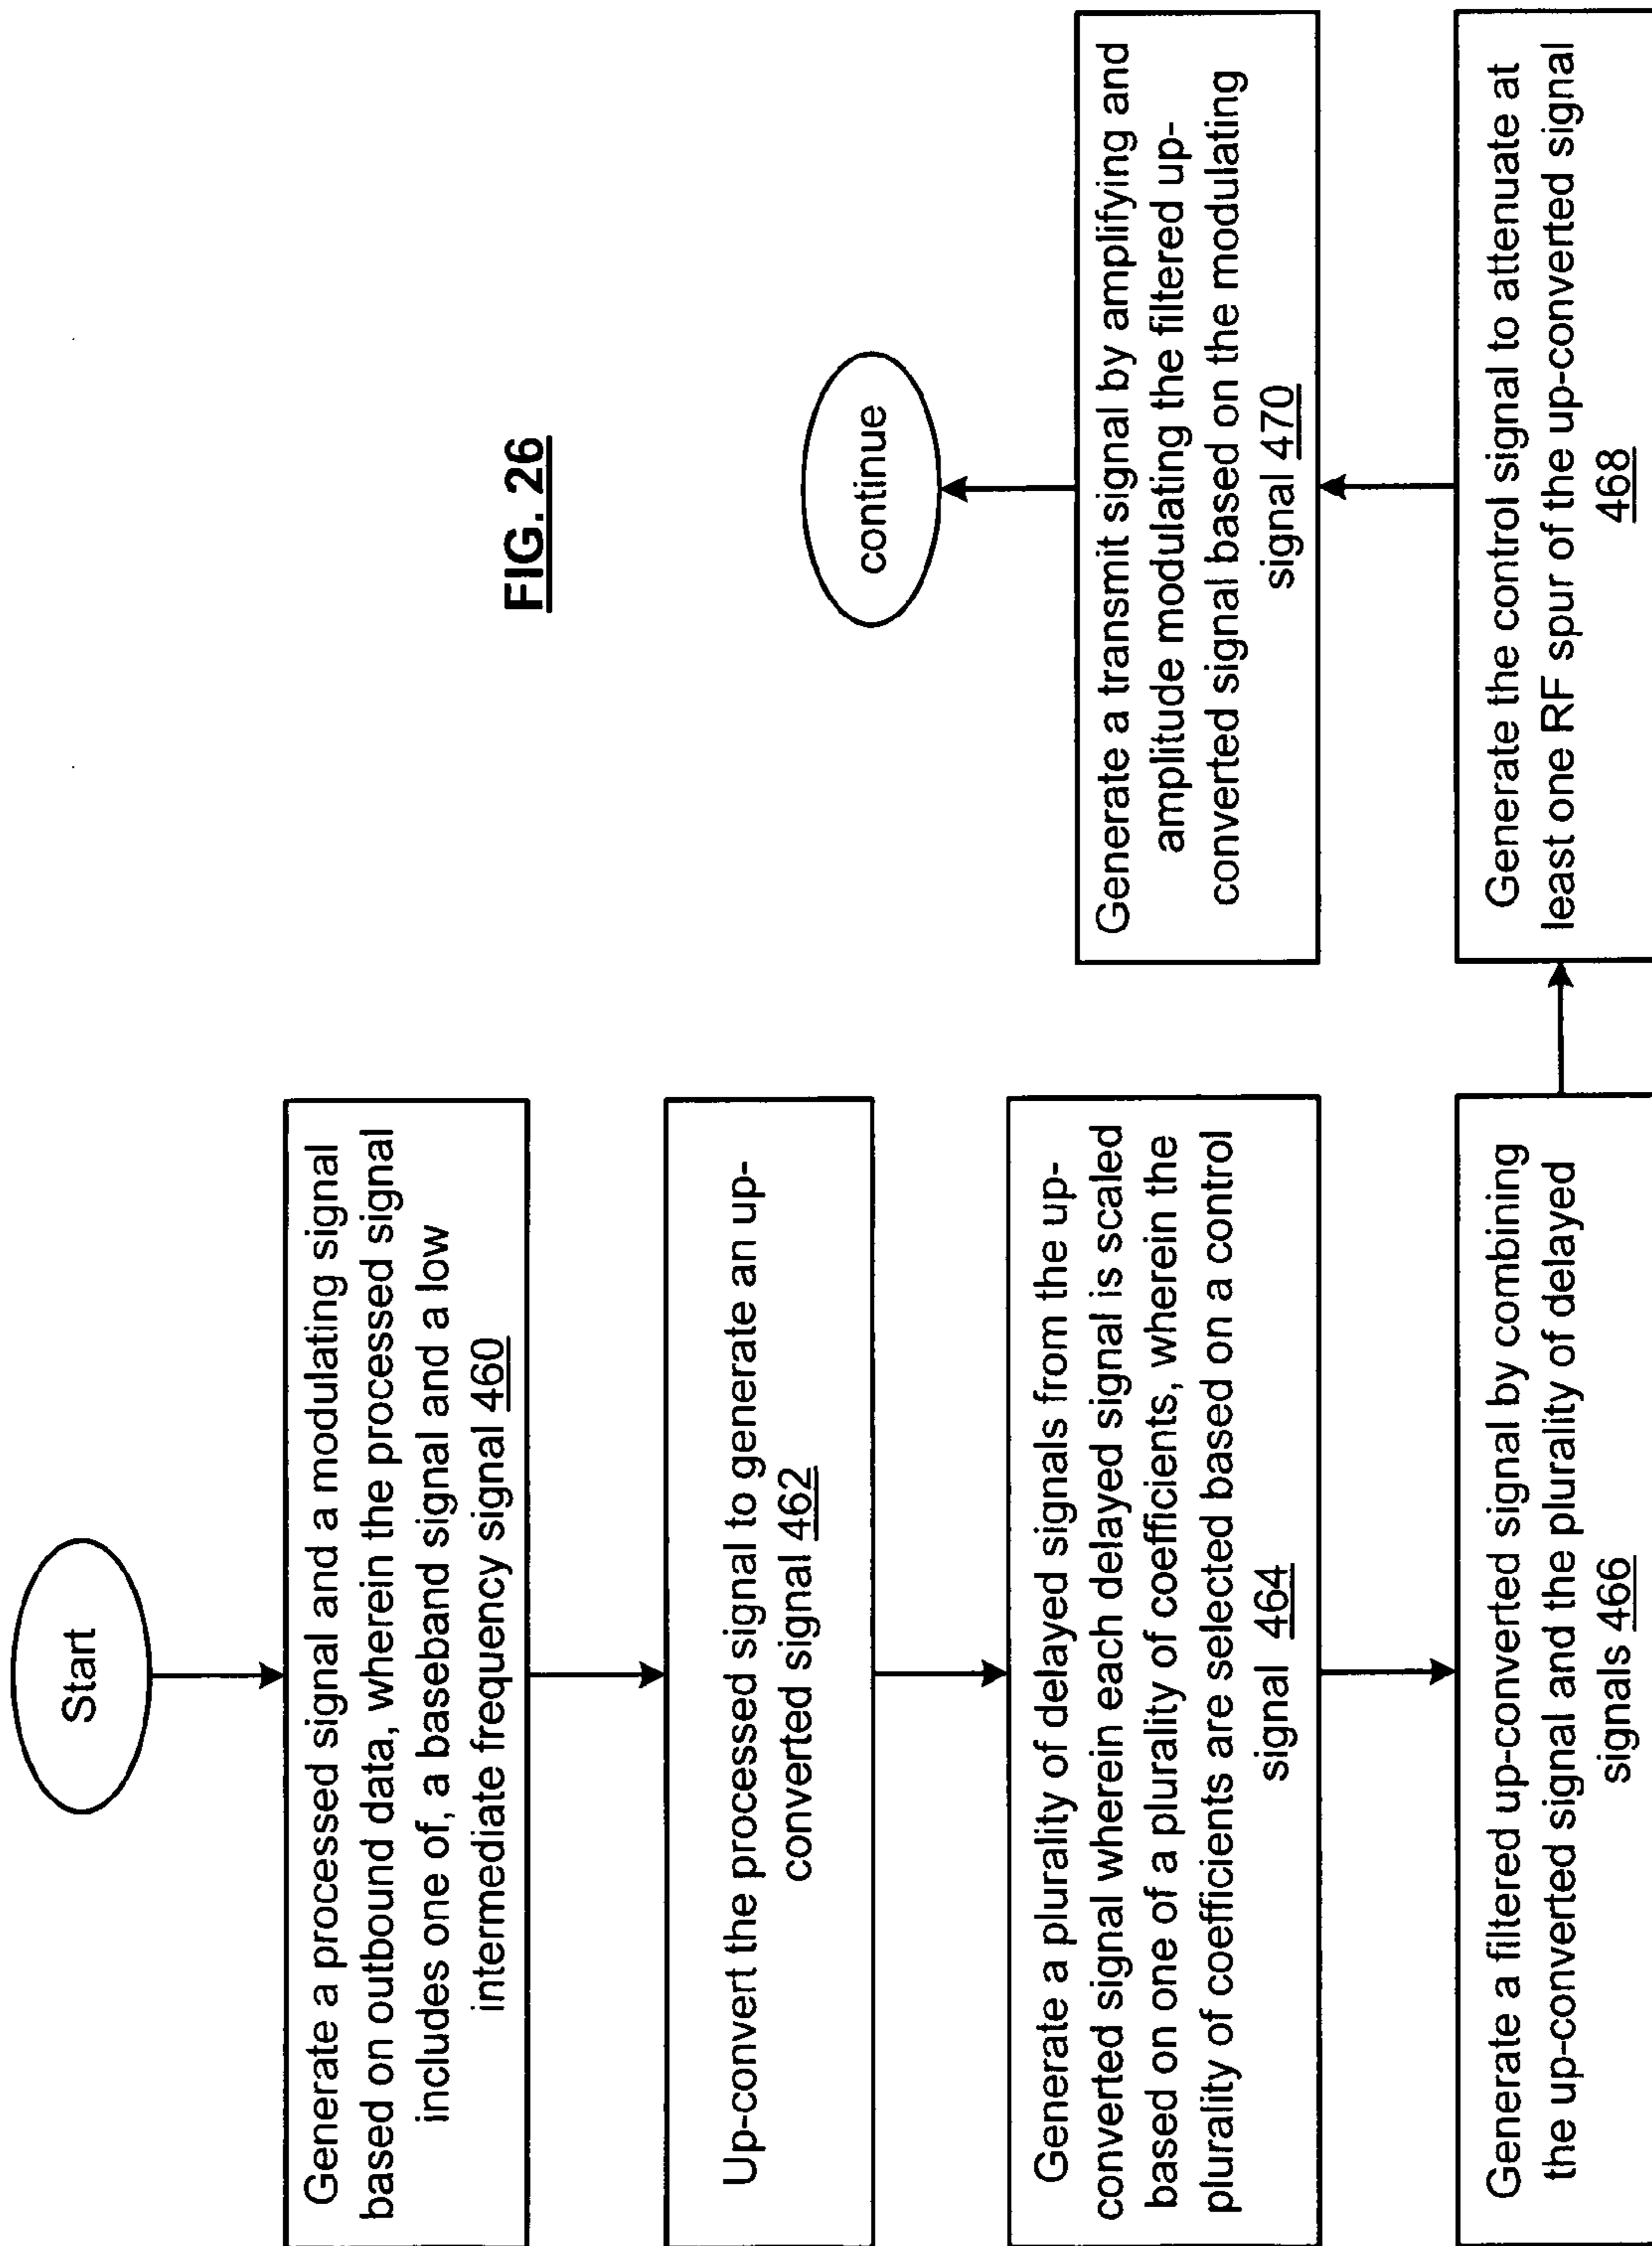 Start
Generate a processed signal and a modulating signal
based on outbound data, wherein the processed signal
includes one of, a baseband signal and a low
intermediate frequency signal 460
Up-convert the processed signal to generate an up-
converted signal 462
Generate a plurality of delayed signals from the up-
converted signal wherein each delayed signal is scaled
based on one of a plurality of coefficients, wherein the
plurality of coefficients are selected based on a control
signal 464
Generate a filtered up-converted signal by combining
the up-converted signal and the plurality of delayed
signals 466
Generate the control signal to attenuate at
least one RF spur of the up-converted signal
468
Generate a transmit signal by amplifying and
amplitude modulating the filtered up-
converted signal based on the modulating
signal 470
continue
FIG. 26